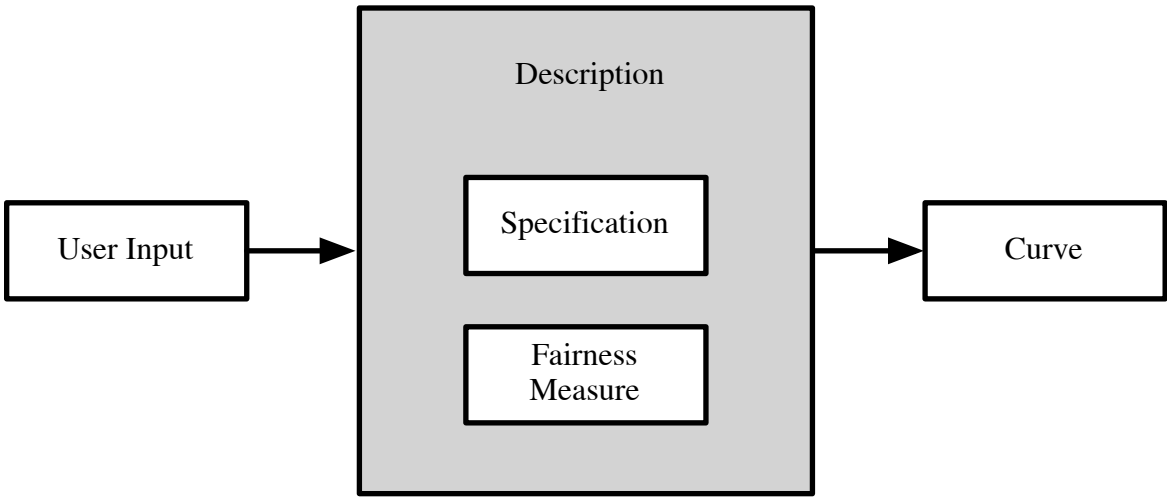 Description
Specification
User Input
Curve
Fairness
Measure